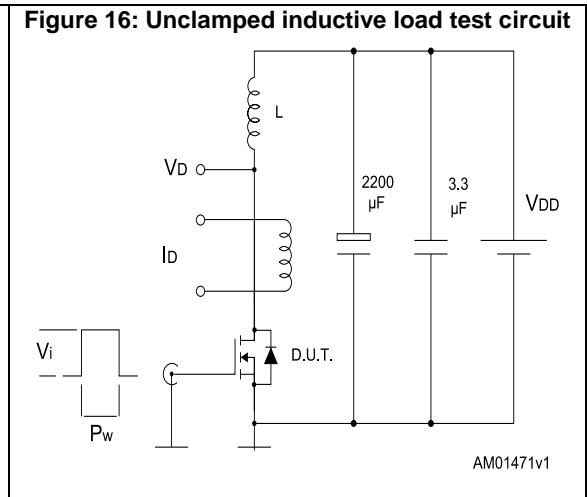 Figure 16: Unclamped inductive load test circuit
L
VD
2200
µF
3.3
µF
VDD
ID
Vi
D.U.T.
Pw
AM01471v1